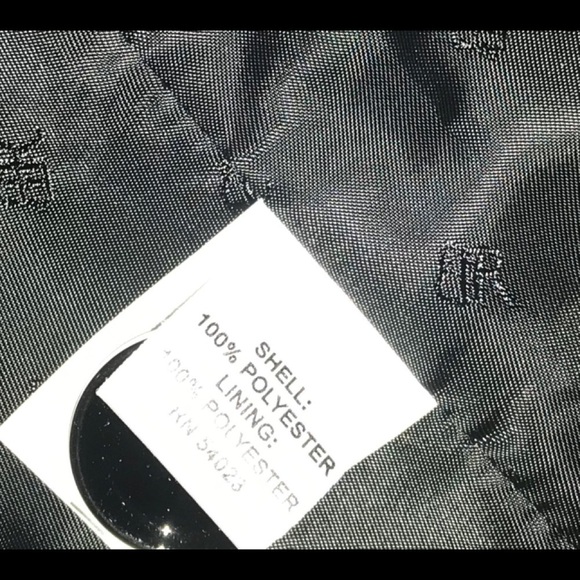 SHELL:
100% POLYESTER
LINING:
100% POLYESTER
RN 54023